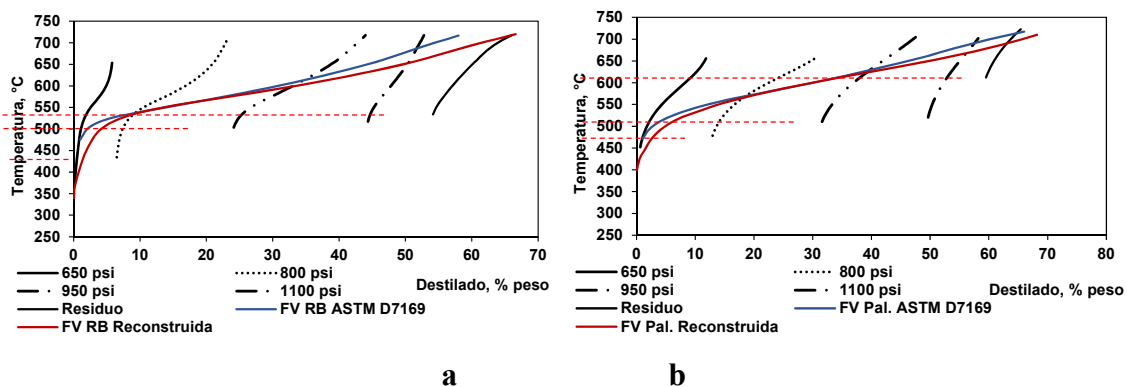 750
700
650
600
550
500
450
400
350
300
250
Temperatura, °C
0 10 20 30 40 50 60 70
Destilado, % peso
650 psi 800 psi
950 psi 1100 psi
Residuo FV RB ASTM D7169
FV RB Reconstruida
a
750
700
650
600
550
500
450
400
350
300
250
Temperatura, °C
0 10 20 30 40 50 60 70 80
Destilado, % peso
650 psi 800 psi
950 psi 1100 psi
Residuo FV Pal. ASTM D7169
FV Pal. Reconstruida
b